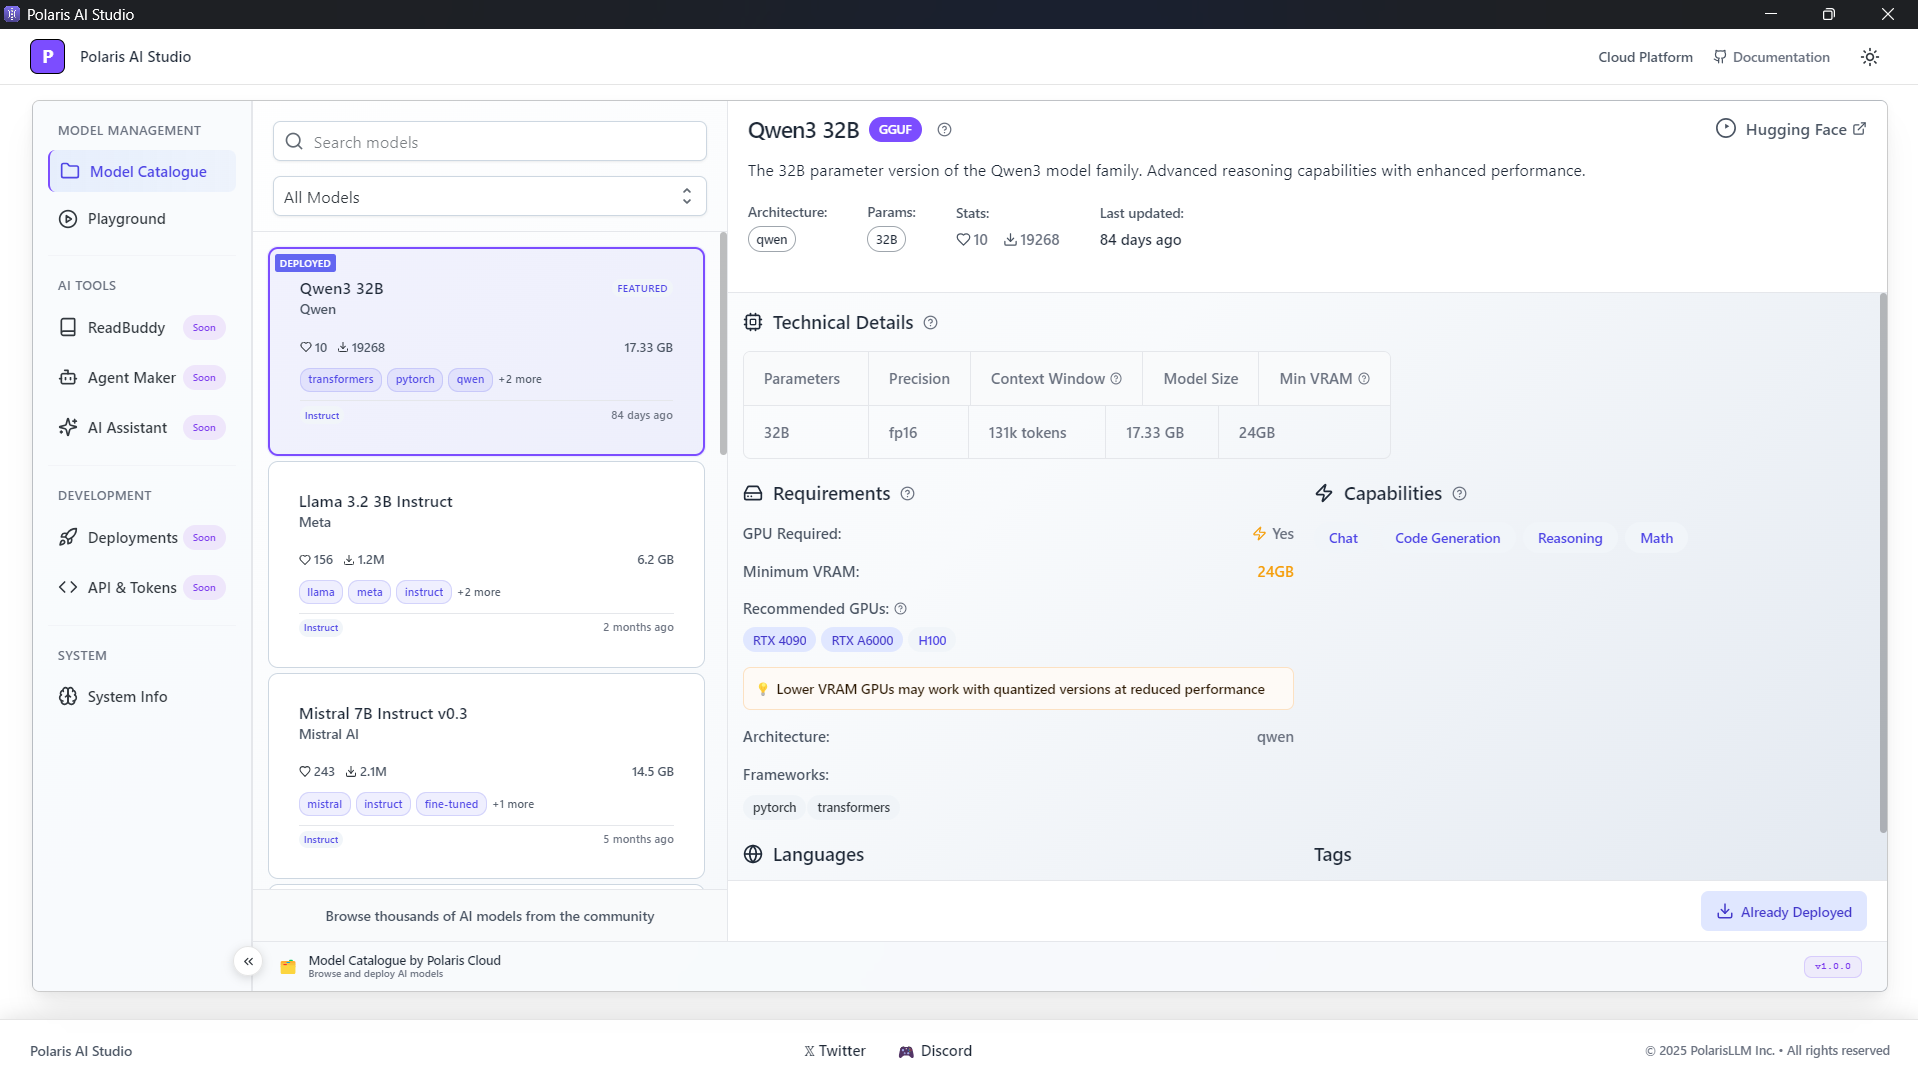 Polaris AI Studio
P
Polaris AI Studio
Cloud Platform
Documentation
MODEL MANAGEMENT
Model Catalogue
Playground
AI TOOLS
ReadBuddy Soon
Agent Maker Soon
AI Assistant Soon
DEVELOPMENT
Deployments Soon
API & Tokens Soon
SYSTEM
System Info
Search models
All Models
DEPLOYED
Qwen3 32B FEATURED
Qwen
10 19268 17.33 GB
transformers pytorch qwen +2 more
Instruct 84 days ago
Llama 3.2 3B Instruct
Meta
156 1.2M 6.2 GB
llama meta instruct +2 more
Instruct 2 months ago
Mistral 7B Instruct v0.3
Mistral AI
243 2.1M 14.5 GB
mistral instruct fine-tuned +1 more
Instruct 5 months ago
Browse thousands of AI models from the community
Qwen3 32B GGUF
Hugging Face
The 32B parameter version of the Qwen3 model family. Advanced reasoning capabilities with enhanced performance.
Architecture: Params: Stats: Last updated:
qwen 32B 10 19268 84 days ago
Technical Details
Parameters Precision Context Window Model Size Min VRAM
32B fp16 131k tokens 17.33 GB 24GB
Requirements
GPU Required: Yes
Minimum VRAM: 24GB
Recommended GPUs:
RTX 4090 RTX A6000 H100
Lower VRAM GPUs may work with quantized versions at reduced performance
Architecture: qwen
Frameworks:
pytorch transformers
Capabilities
Chat Code Generation Reasoning Math
Languages
Tags
Already Deployed
Model Catalogue by Polaris Cloud
Browse and deploy AI models
v1.0.0
Polaris AI Studio
𝕏 Twitter
Discord
© 2025 PolarisLLM Inc. • All rights reserved